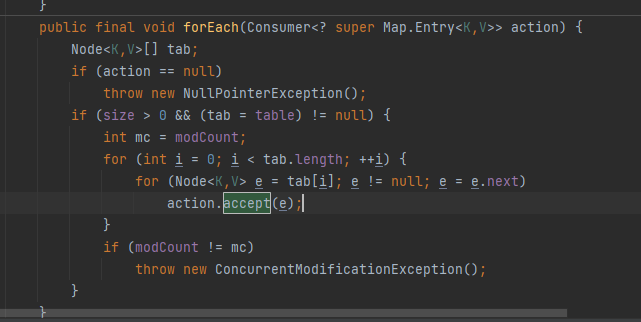 }
public final void forEach(Consumer<? super Map.Entry<K,V>> action) {
Node<K,V>[] tab;
if (action == null)
throw new NullPointerException();
if (size > 0 && (tab = table) != null) {
int mc = modCount;
for (int i = 0; i < tab.length; ++i) {
for (Node<K,V> e = tab[i]; e != null; e = e.next)
action.accept(e);
}
if (modCount != mc)
throw new ConcurrentModificationException();
}
}